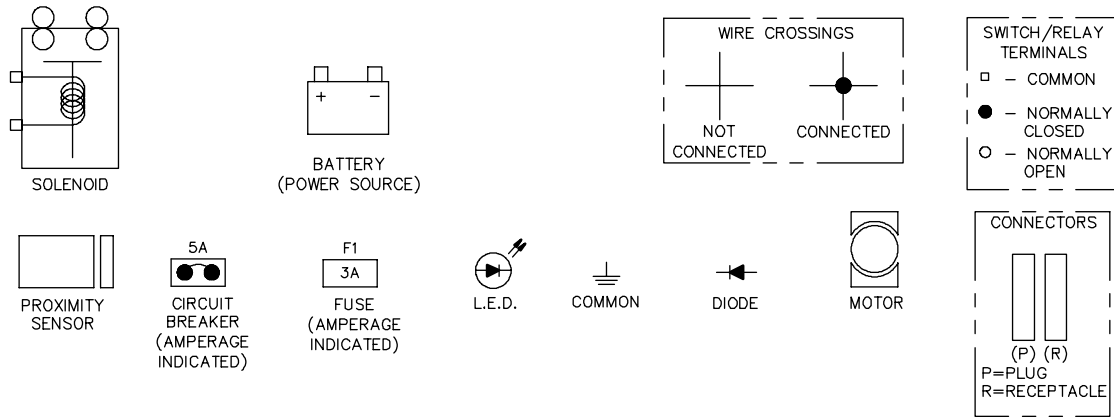 SOLENOID
+ -
BATTERY
(POWER SOURCE)
WIRE CROSSINGS
NOT
CONNECTED
CONNECTED
SWITCH/RELAY
TERMINALS
- COMMON
- NORMALLY
CLOSED
- NORMALLY
OPEN
PROXIMITY
SENSOR
5A
CIRCUIT
BREAKER
(AMPERAGE
INDICATED)
F1
3A
FUSE
(AMPERAGE
INDICATED)
L.E.D.
COMMON
DIODE
MOTOR
CONNECTORS
(P) (R)
P=PLUG
R=RECEPTACLE